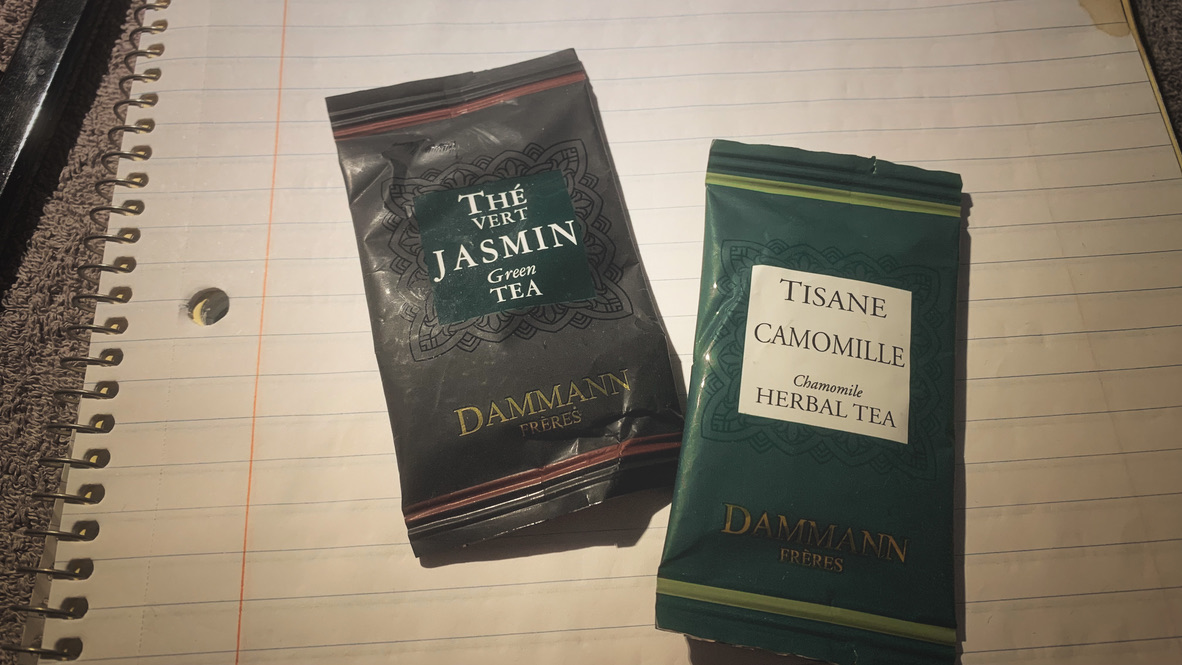 THÉ
VERT
JASMIN
Green
TEA
DAMMANN
FRÈRES
TISANE
CAMOMILLE
Chamomile
HERBAL TEA
DAMMANN
FRÈRES